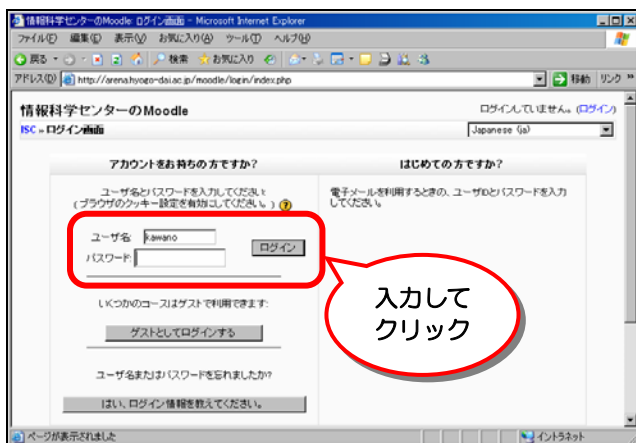 情報科学センターのMoodle: ログイン画面 - Microsoft Internet Explorer
ファイル(F) 編集(E) 表示(V) お気に入り(A) ツール(T) ヘルプ(H)
戻る 検索 お気に入り
アドレス(D) http://arena.hyogo-dai.ac.jp/moodle/login/index.php 移動 リンク »
情報科学センターのMoodle
ログインしていません。(ログイン)
ISC » ログイン画面
Japanese (ja)
アカウントをお持ちの方ですか?
ユーザ名とパスワードを入力してください:
(ブラウザのクッキー設定を有効にしてください。) ?
ユーザ名: kawano
パスワード:
ログイン
いくつかのコースはゲストで利用できます:
ゲストとしてログインする
ユーザ名またはパスワードを忘れましたか?
はい、ログイン情報を教えてください。
はじめての方ですか?
電子メールを利用するときの、ユーザIDとパスワードを入力
してください。
入力して
クリック
ページが表示されました
イントラネット